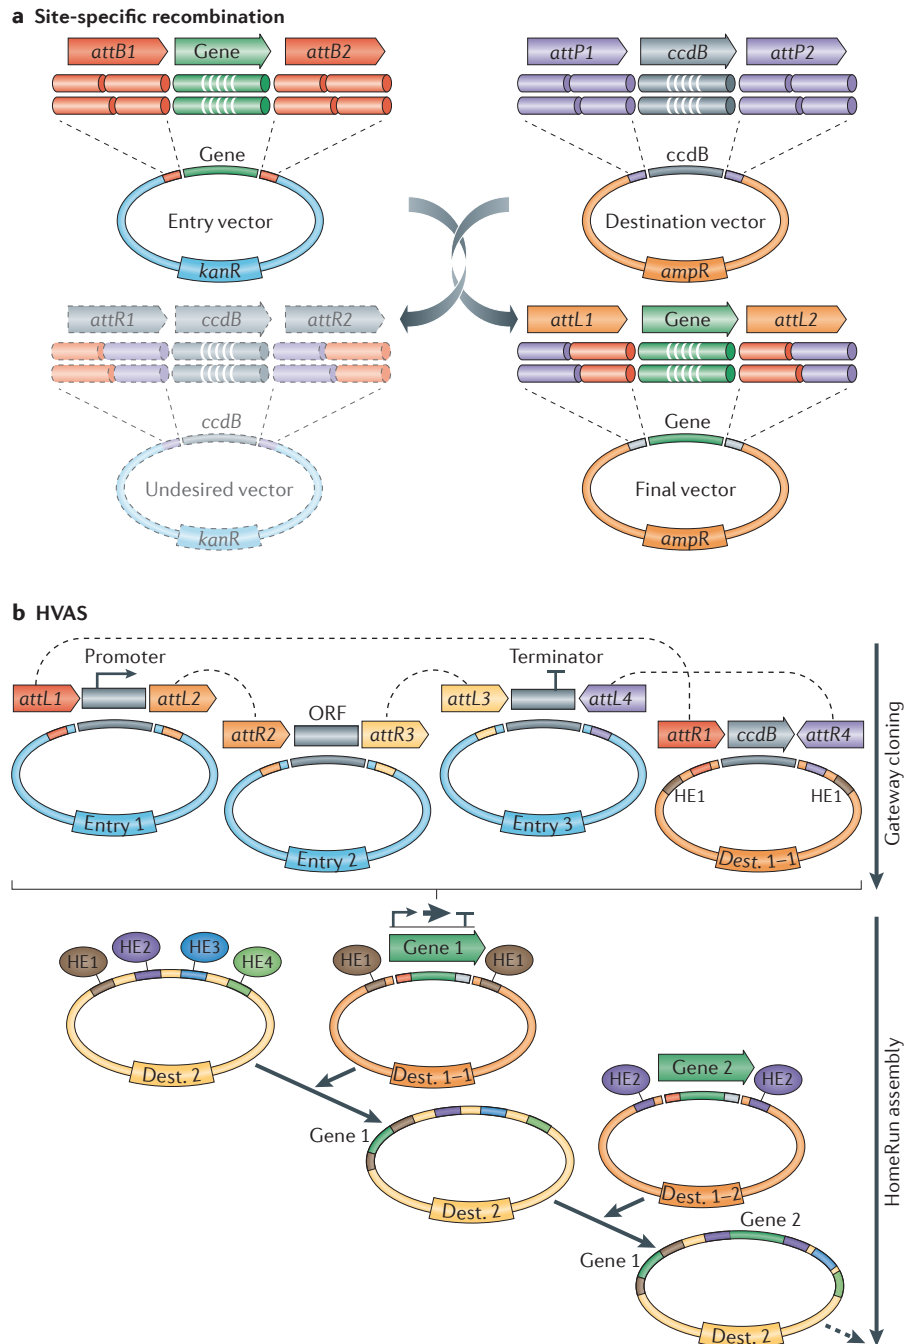 a Site-specific recombination
attB1 Gene attB2
attP1 ccdB attP2
Gene
Entry vector
kanR
ccdB
Destination vector
ampR
attR1 ccdB attR2
attL1 Gene attL2
ccdB
Undesired vector
kanR
Gene
Final vector
ampR
b HVAS
Promoter
attL1 attL2
Entry 1
ORF
attR2 attR3
Entry 2
Terminator
attL3 attL4
Entry 3
attR1 ccdB attR4
HE1 HE1
Dest. 1–1
Gateway cloning
HE1 HE2 HE3 HE4
Dest. 2
Gene 1
HE1 HE1
Dest. 1–1
Gene 1
Dest. 2
Gene 2
HE2 HE2
Dest. 1–2
Gene 2
Gene 1
Dest. 2
HomeRun assembly